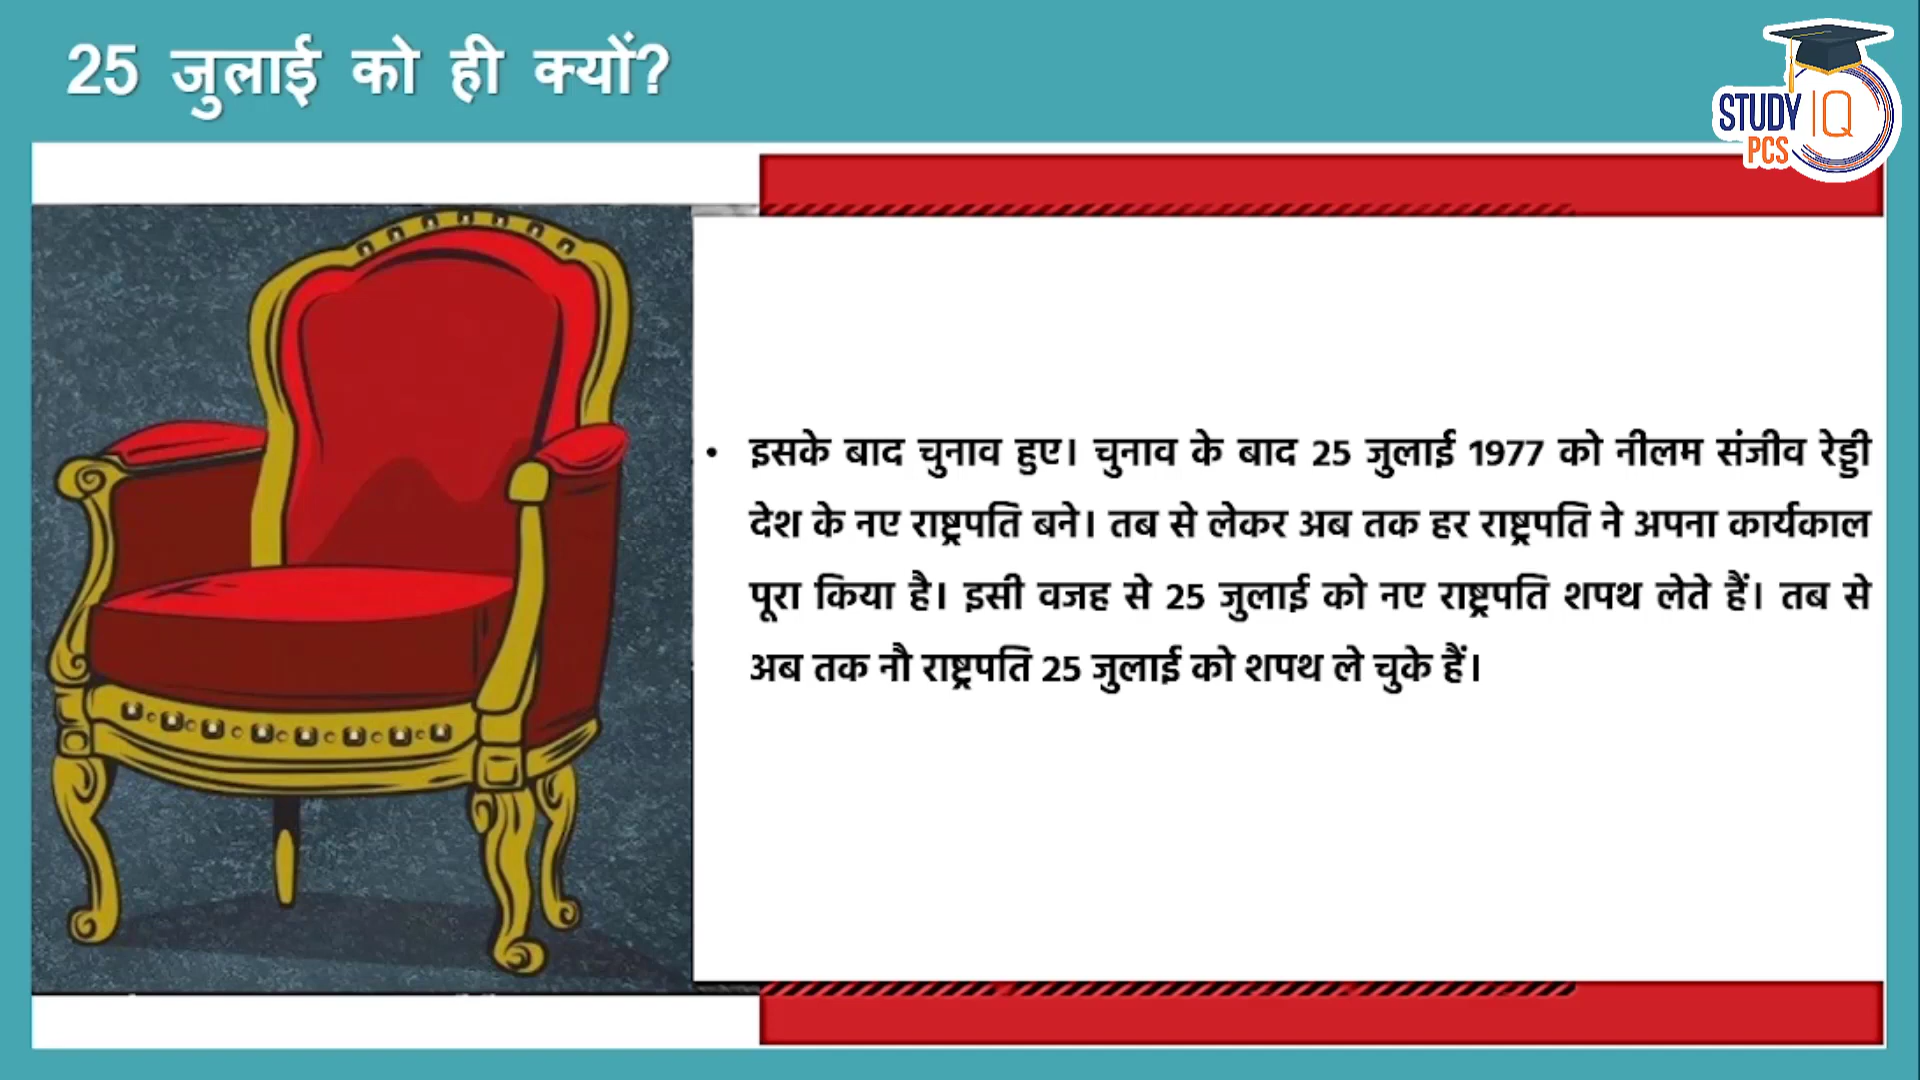 25 जुलाई को ही क्यों?
STUDY IQ
PCS
• इसके बाद चुनाव हुए। चुनाव के बाद 25 जुलाई 1977 को नीलम संजीव रेड्डी
देश के नए राष्ट्रपति बने। तब से लेकर अब तक हर राष्ट्रपति ने अपना कार्यकाल
पूरा किया है। इसी वजह से 25 जुलाई को नए राष्ट्रपति शपथ लेते हैं। तब से
अब तक नौ राष्ट्रपति 25 जुलाई को शपथ ले चुके हैं।